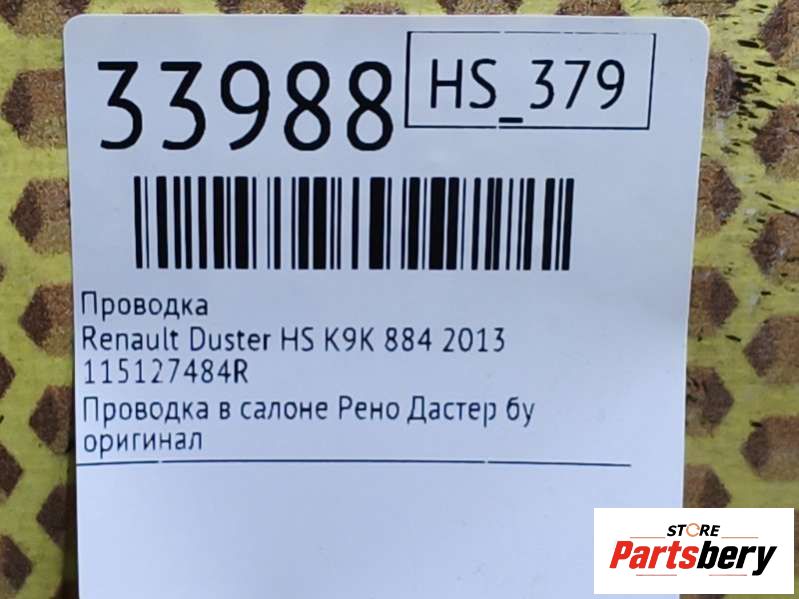 33988
HS_379
Проводка
Renault Duster HS K9K 884 2013
115127484R
Проводка в салоне Рено Дастер бу
оригинал
STORE
Partsbery